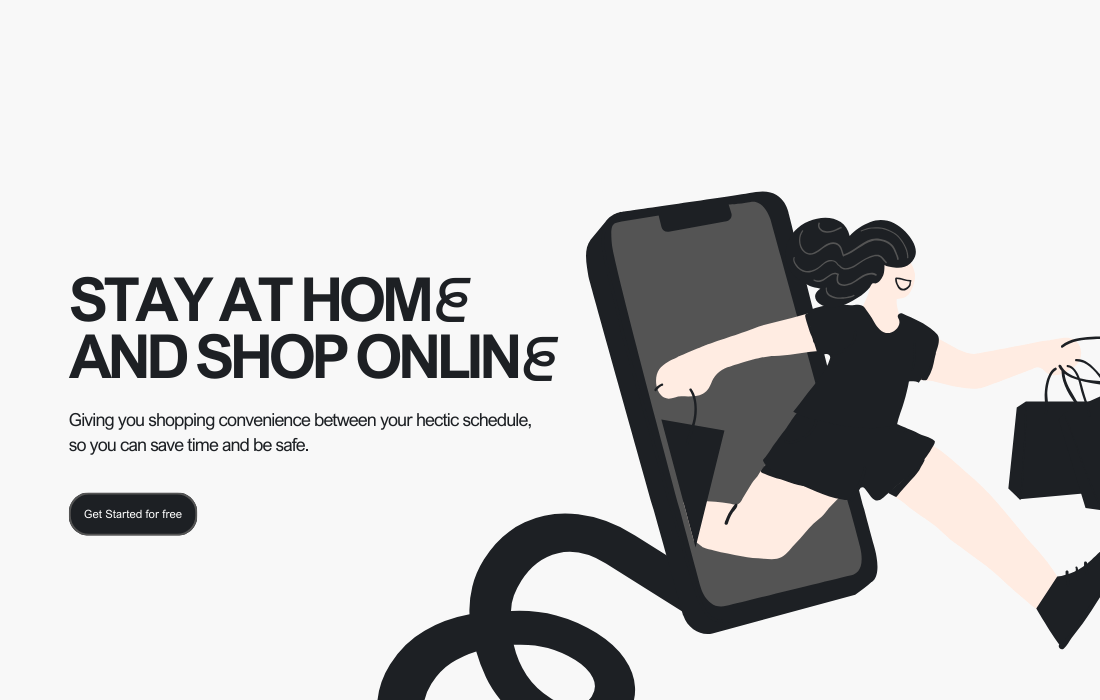 STAY AT HOME
AND SHOP ONLINE
Giving you shopping convenience between your hectic schedule,
so you can save time and be safe.
Get Started for free